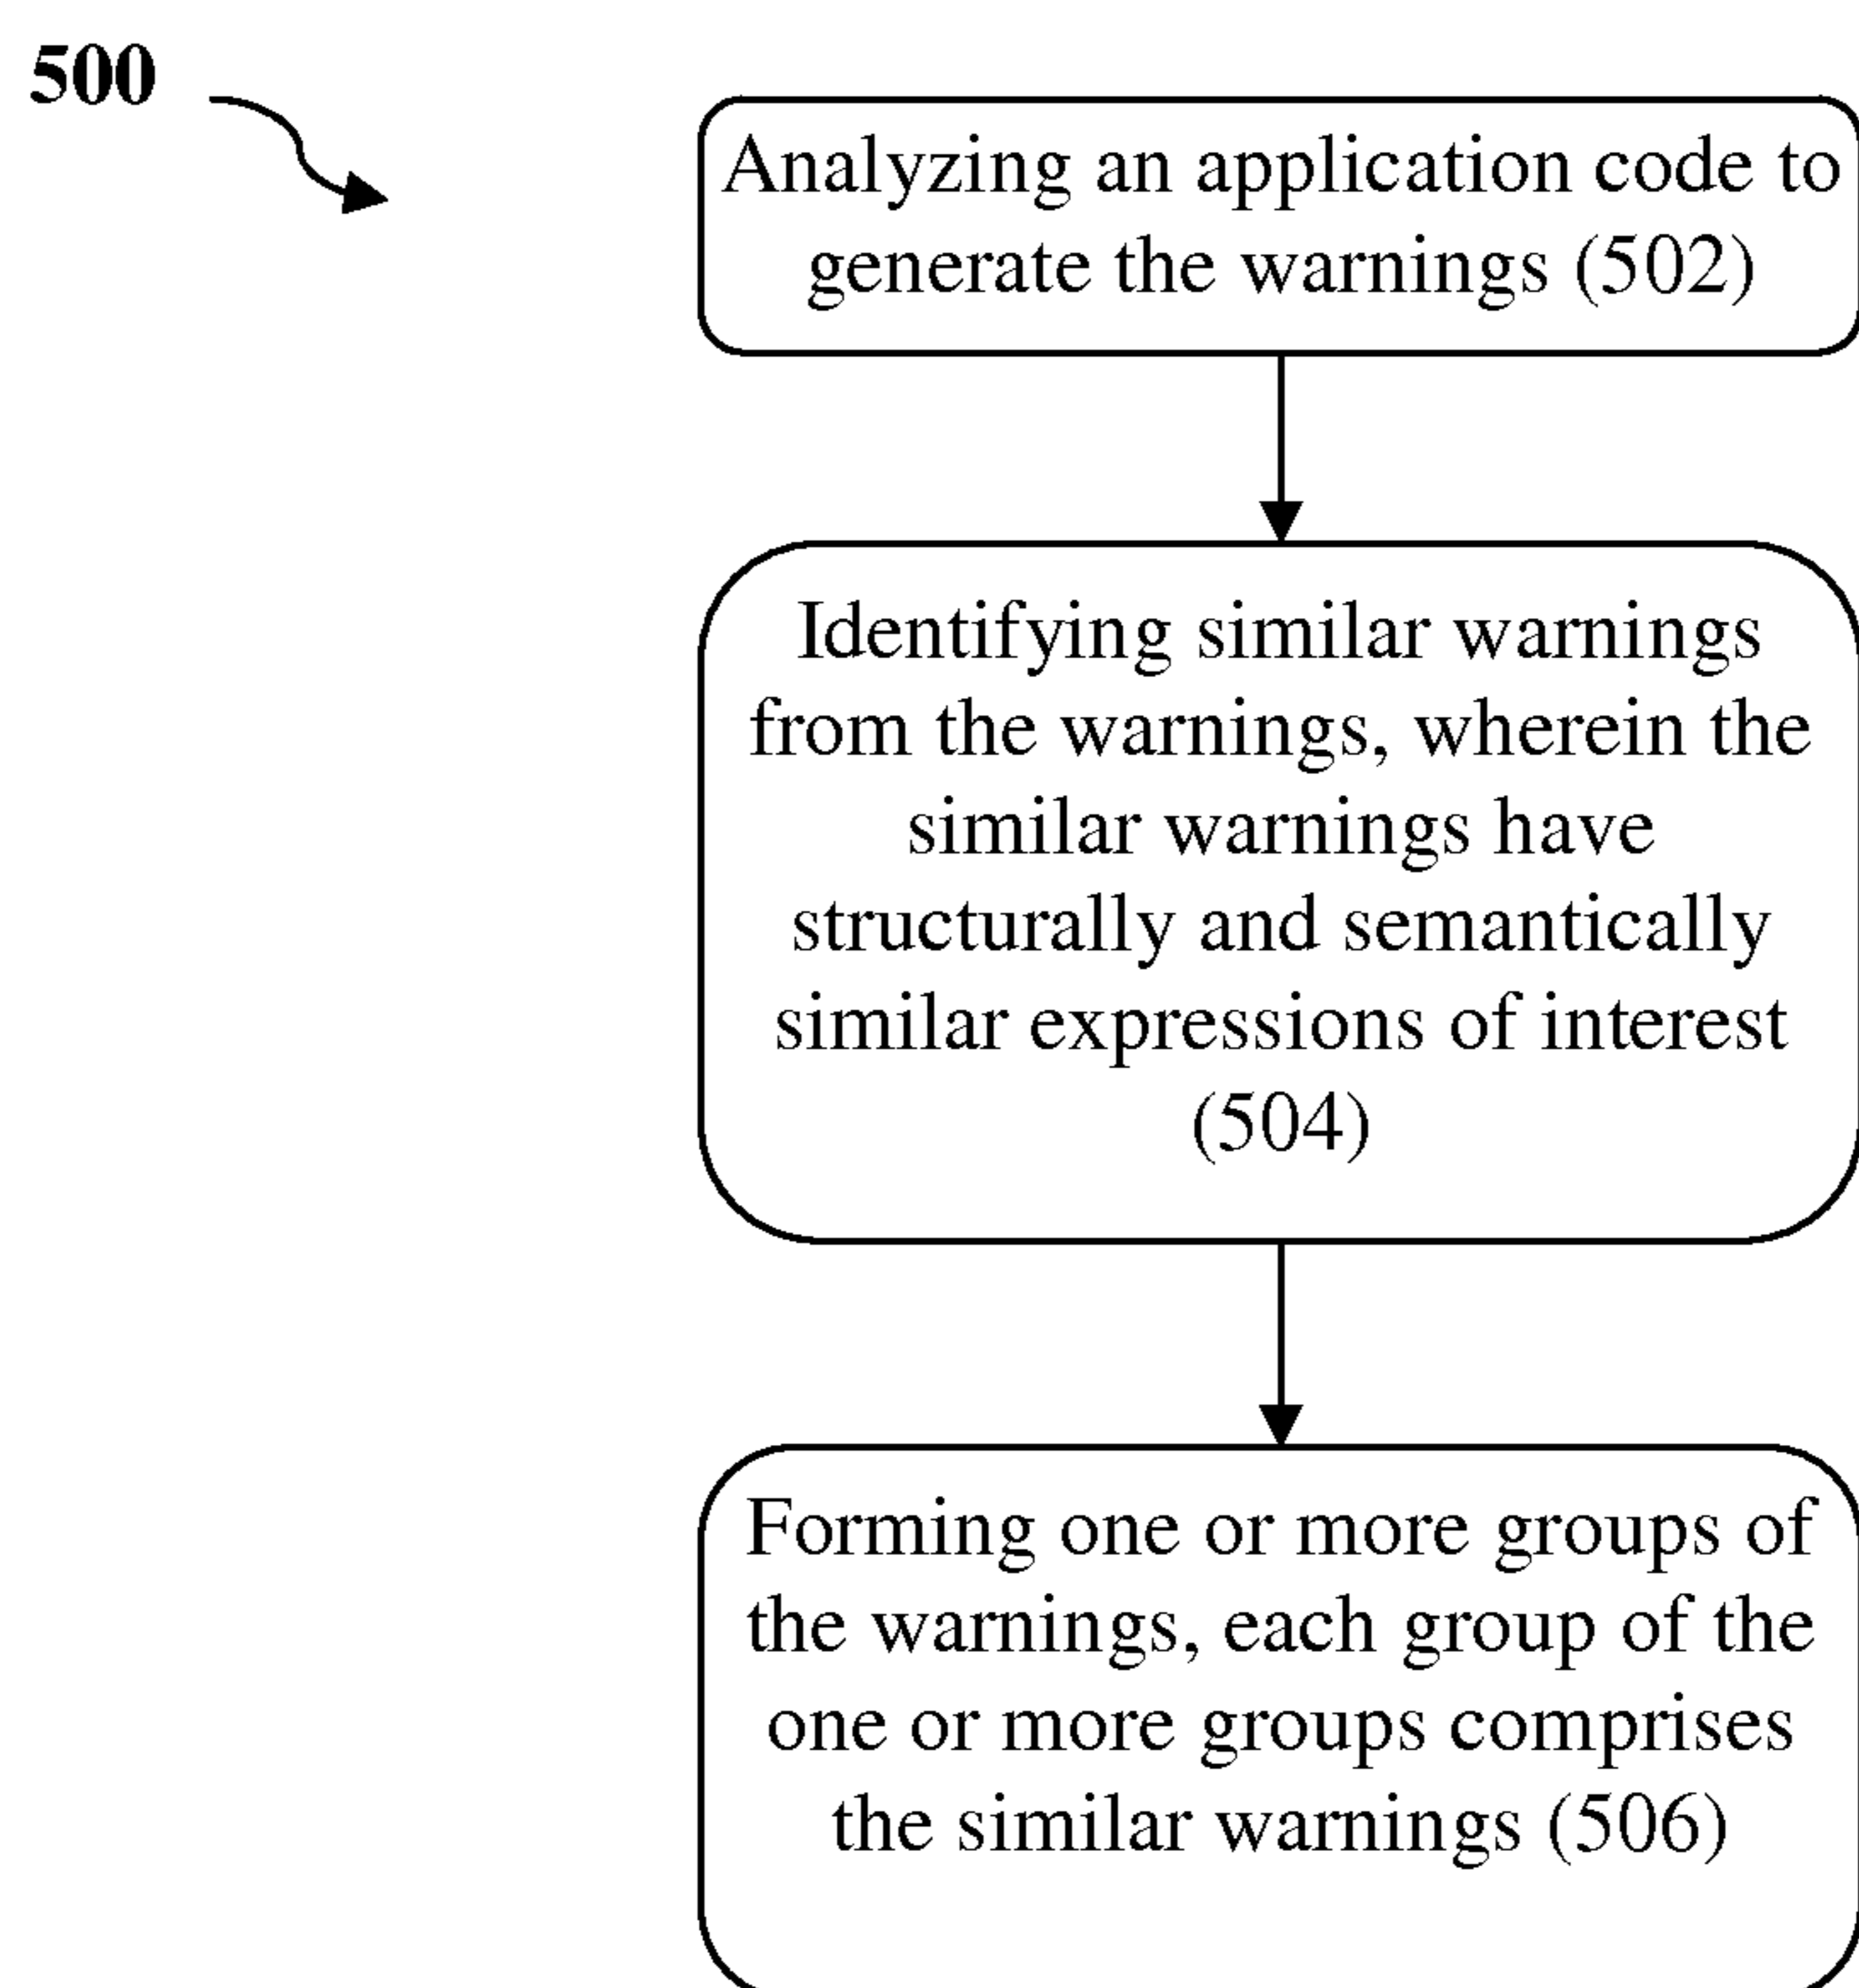 500
Analyzing an application code to
generate the warnings (502)
Identifying similar warnings
from the warnings, wherein the
similar warnings have
structurally and semantically
similar expressions of interest
(504)
Forming one or more groups of
the warnings, each group of the
one or more groups comprises
the similar warnings (506)